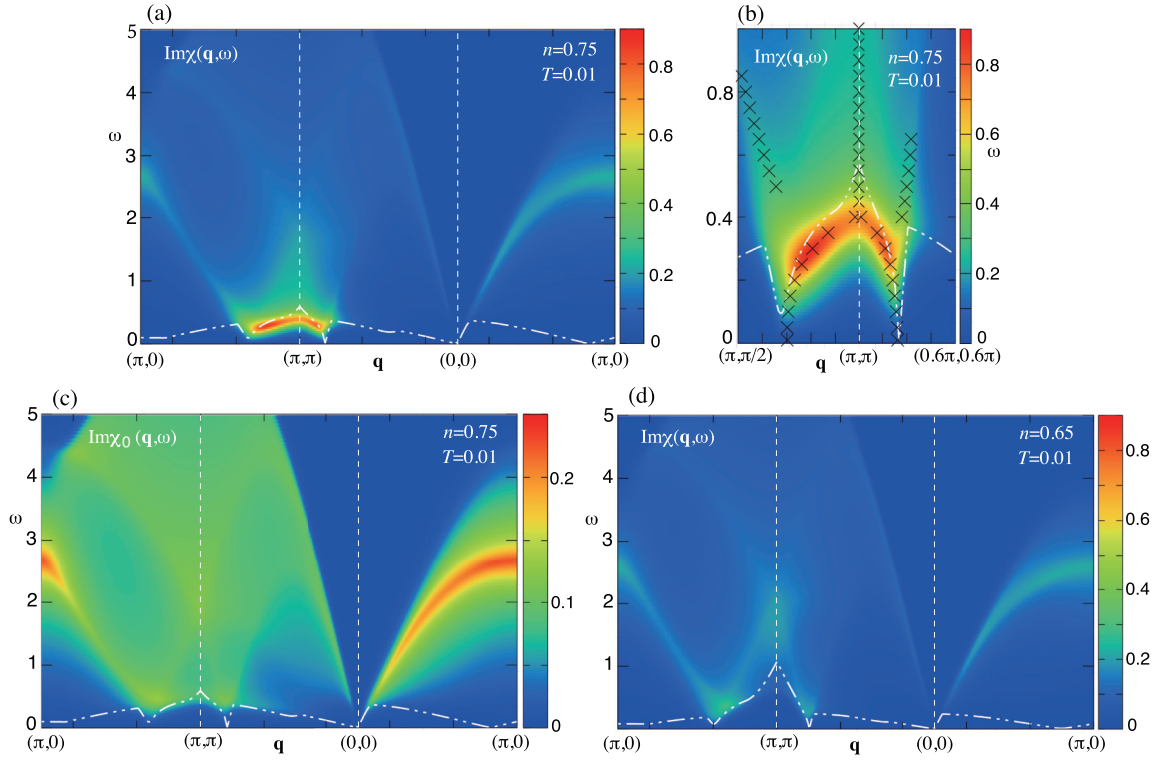 (a)
5
4
3
2
1
0
ω
Imχ(q,ω)
n=0.75
T=0.01
0.8
0.6
0.4
0.2
0
(π,0)
(π,π)
q
(0,0)
(π,0)
(b)
0.8
0.4
0
Imχ(q,ω)
n=0.75
T=0.01
0.8
0.6
ω
0.4
0.2
0
(π,π/2)
q
(π,π)
(0.6π,0.6π)
(c)
5
4
3
2
1
0
ω
Imχ0 (q,ω)
n=0.75
T=0.01
0.2
0.1
0
(π,0)
(π,π)
q
(0,0)
(π,0)
(d)
5
4
3
2
1
ω
Imχ(q,ω)
n=0.65
T=0.01
0.8
0.6
0.4
0.2
0
(π,0)
(π,π)
q
(0,0)
(π,0)